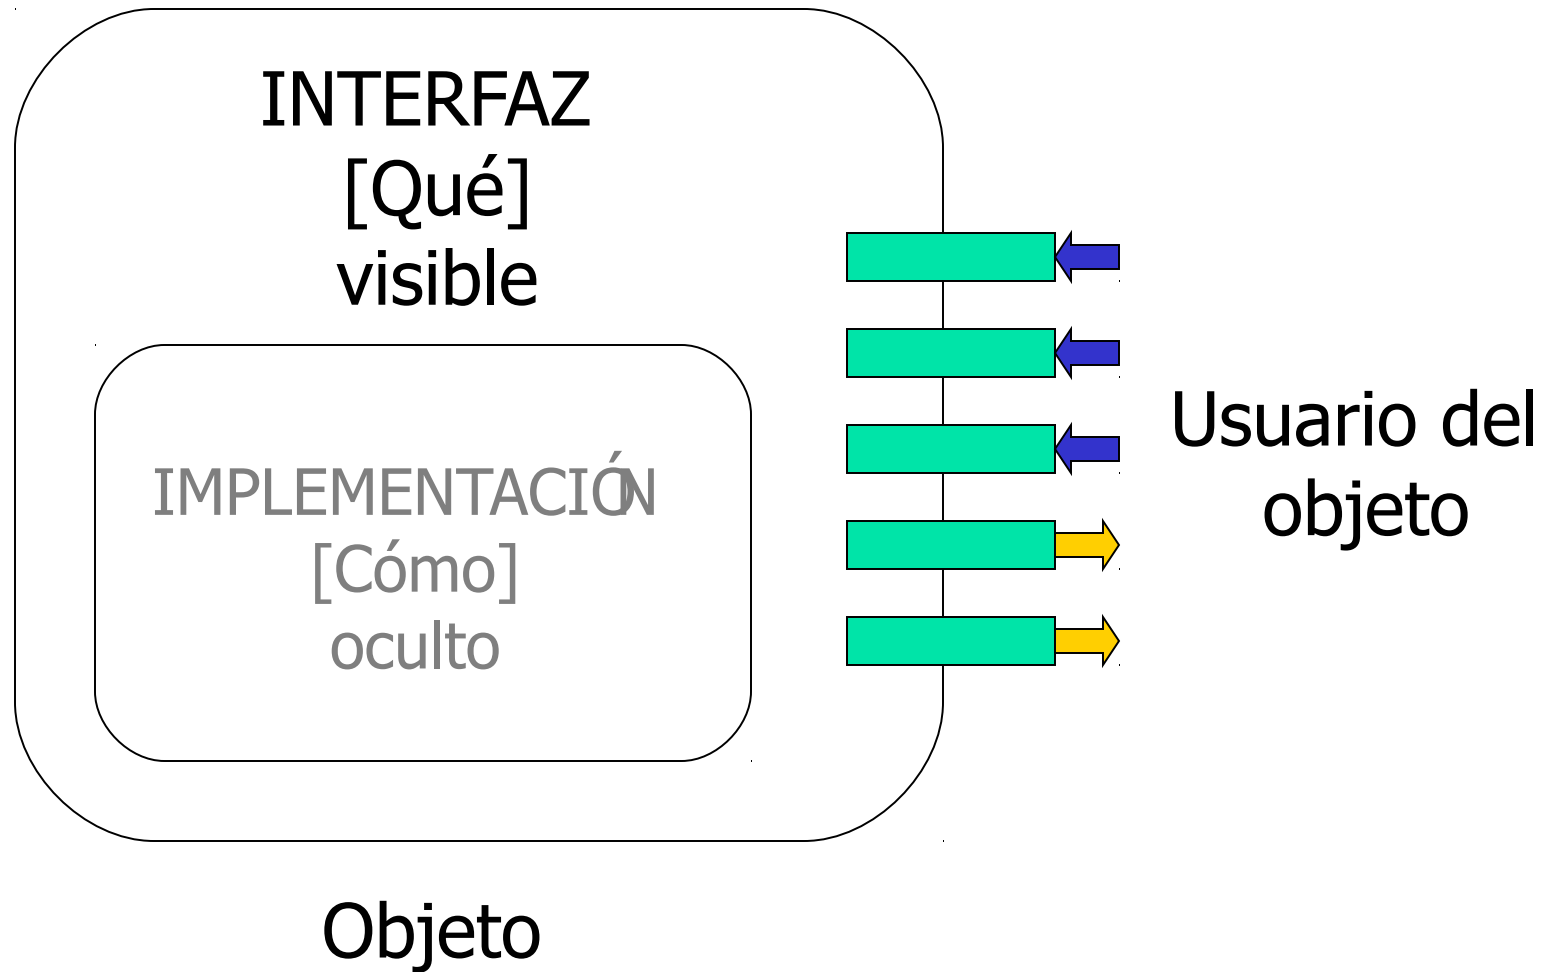 INTERFAZ
[Qué]
visible
IMPLEMENTACIÓN
[Cómo]
oculto
Usuario del
objeto
Objeto